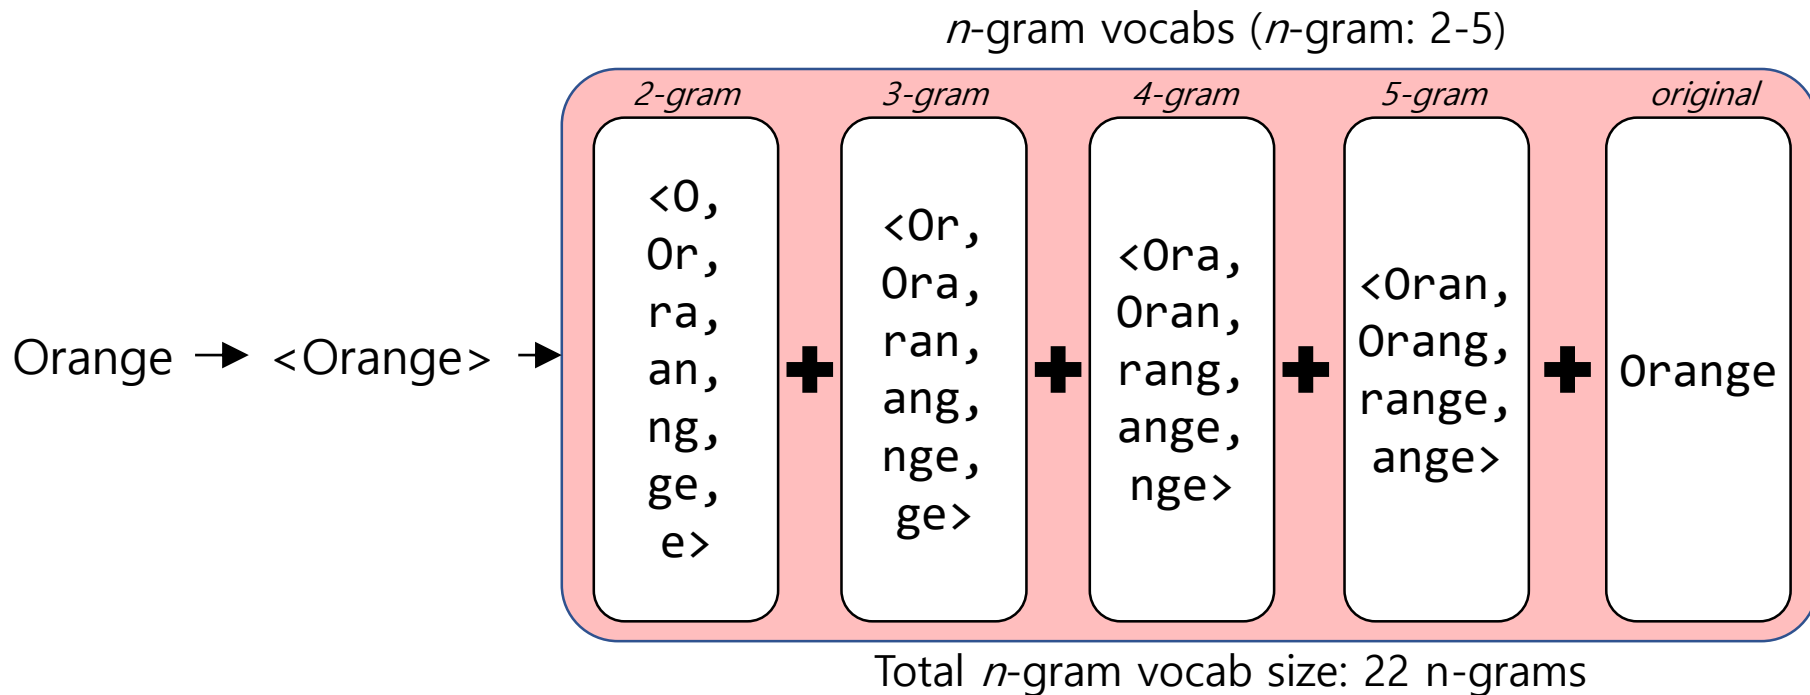 n-gram vocabs (n-gram: 2-5)
2-gram
3-gram
4-gram
5-gram
original
Orange
<Orange>
<O,
Or,
ra,
an,
ng,
ge,
e>
<Or,
Ora,
ran,
ang,
nge,
ge>
<Ora,
Oran,
rang,
ange,
nge>
<Oran,
Orang,
range,
ange>
Orange
Total n-gram vocab size: 22 n-grams